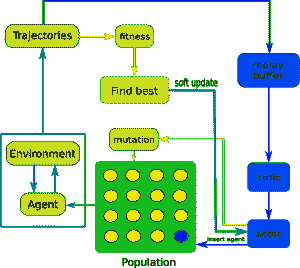 Trajectories
fitness
replay
buffer
Find best
soft update
mutation
Environment
Agent
critic
actor
insert agent
Population